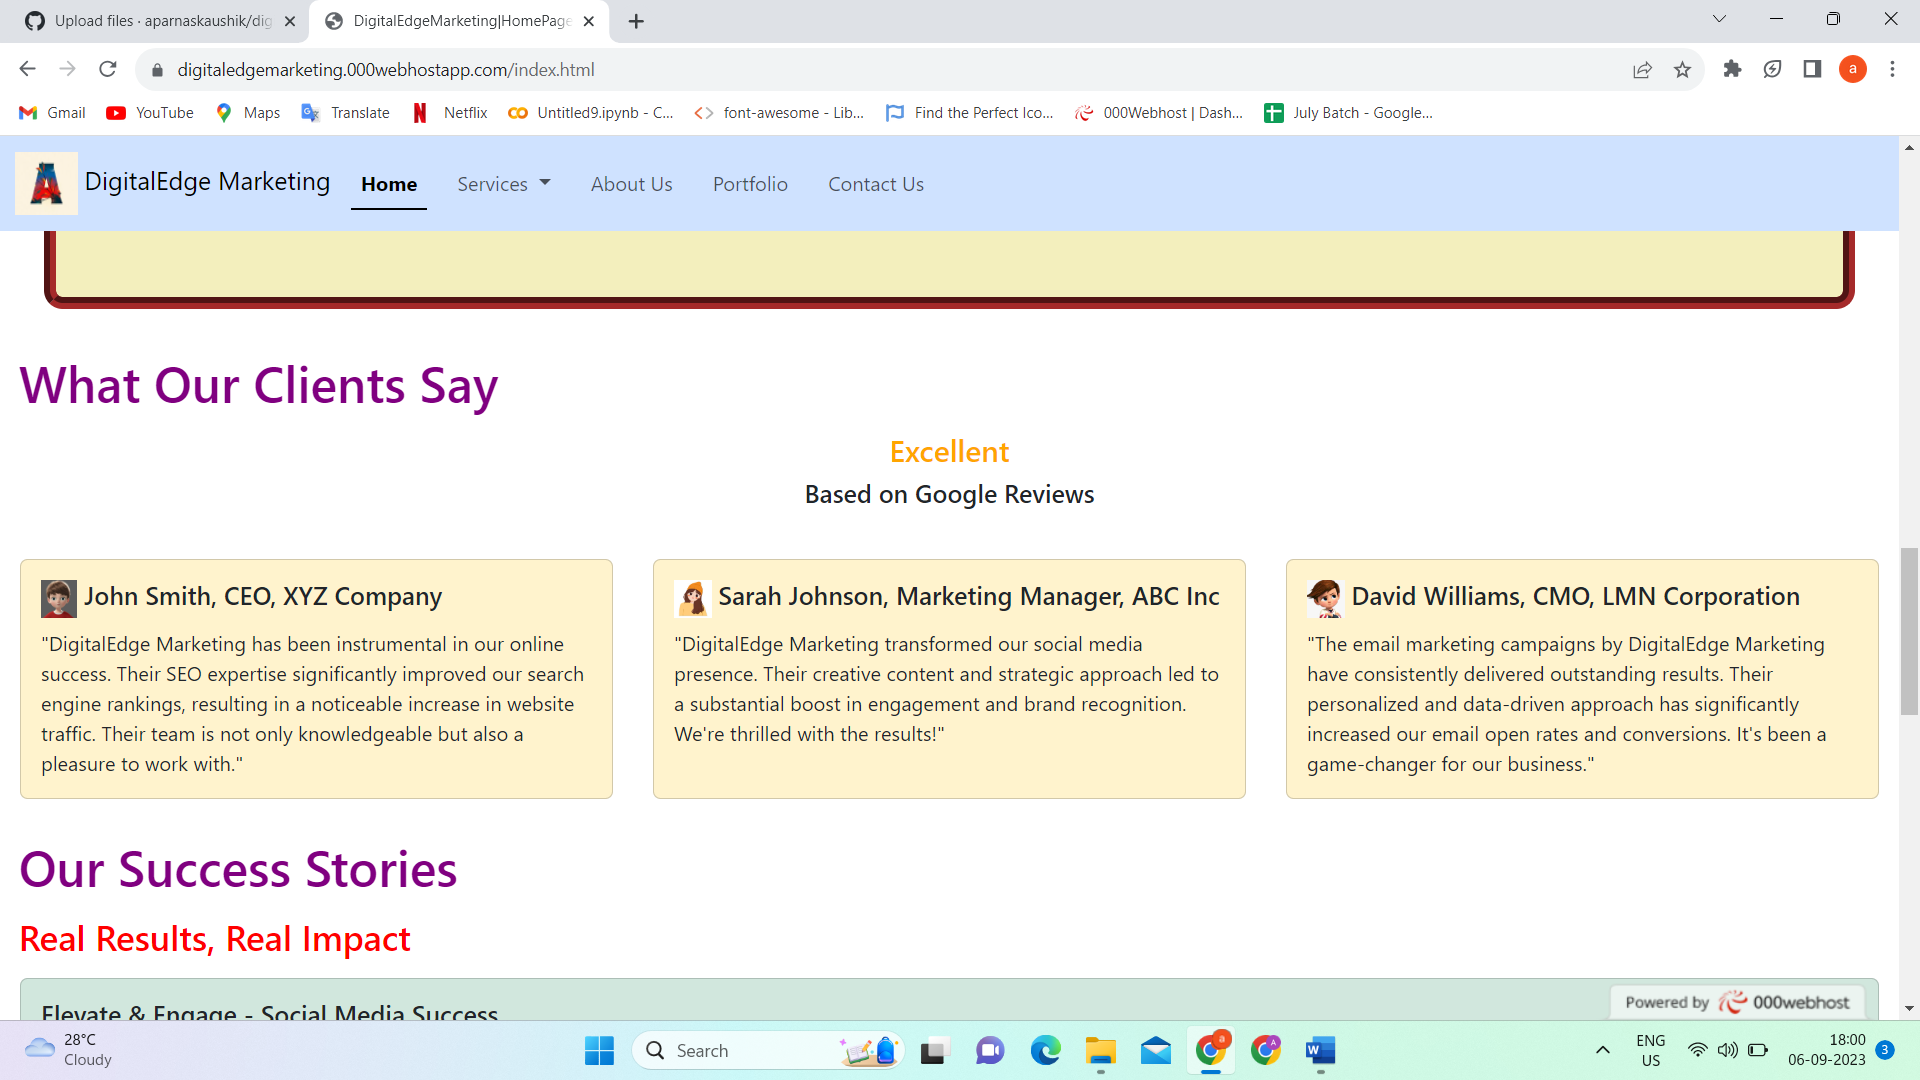 Upload files · aparnaskaushik/dig
DigitalEdgeMarketing|HomePage
digitaledgemarketing.000webhostapp.com/index.html
a
Gmail
YouTube
Maps
Translate
Netflix
Untitled9.ipynb - C...
font-awesome - Lib...
Find the Perfect Ico...
000Webhost | Dash...
July Batch - Google...
DigitalEdge Marketing
Home
Services
About Us
Portfolio
Contact Us
What Our Clients Say
Excellent
Based on Google Reviews
John Smith, CEO, XYZ Company
"DigitalEdge Marketing has been instrumental in our online
success. Their SEO expertise significantly improved our search
engine rankings, resulting in a noticeable increase in website
traffic. Their team is not only knowledgeable but also a
pleasure to work with."
Sarah Johnson, Marketing Manager, ABC Inc
"DigitalEdge Marketing transformed our social media
presence. Their creative content and strategic approach led to
a substantial boost in engagement and brand recognition.
We're thrilled with the results!"
David Williams, CMO, LMN Corporation
"The email marketing campaigns by DigitalEdge Marketing
have consistently delivered outstanding results. Their
personalized and data-driven approach has significantly
increased our email open rates and conversions. It's been a
game-changer for our business."
Our Success Stories
Real Results, Real Impact
Elevate & Engage - Social Media Success
Powered by 000webhost
28°C
Cloudy
Search
ENG
US
18:00
06-09-2023
3